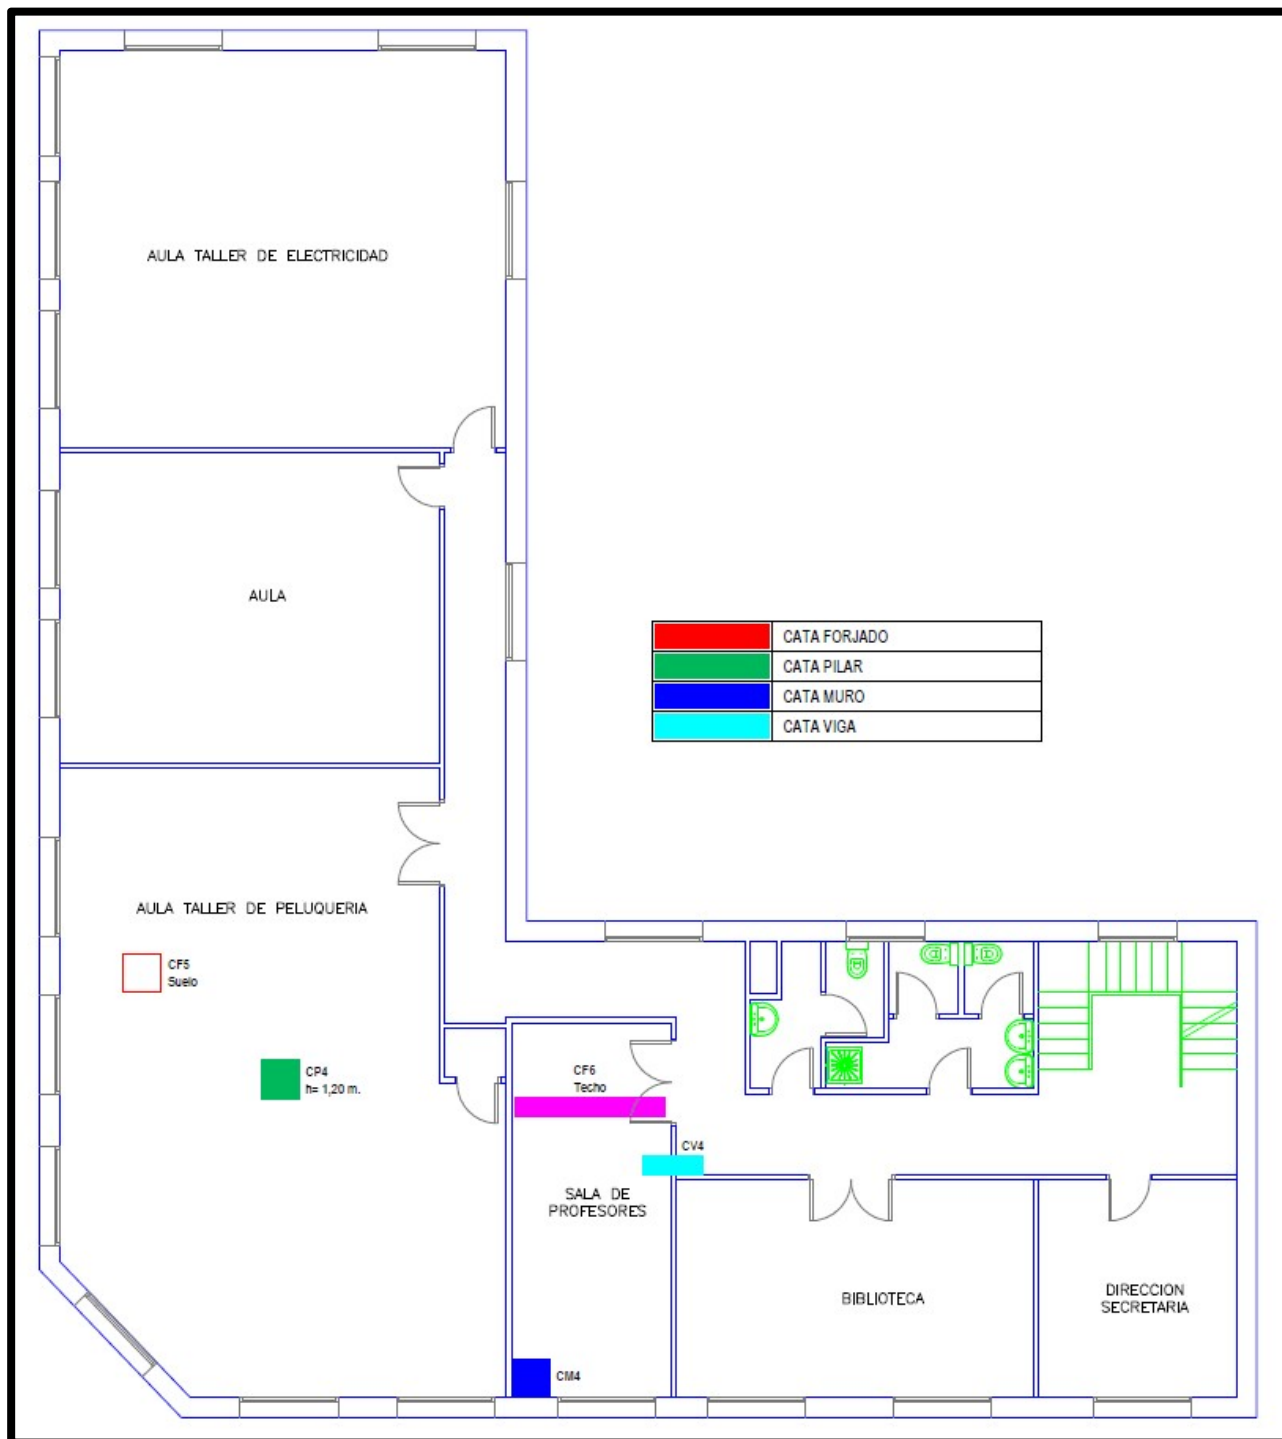 AULA TALLER DE ELECTRICIDAD
AULA
CATA FORJADO
CATA PILAR
CATA MURO
CATA VIGA
AULA TALLER DE PELUQUERIA
CF5
Suelo
CP4
h= 1,20 m.
CF6
Techo
CV4
SALA DE
PROFESORES
BIBLIOTECA
DIRECCION
SECRETARIA
CM4